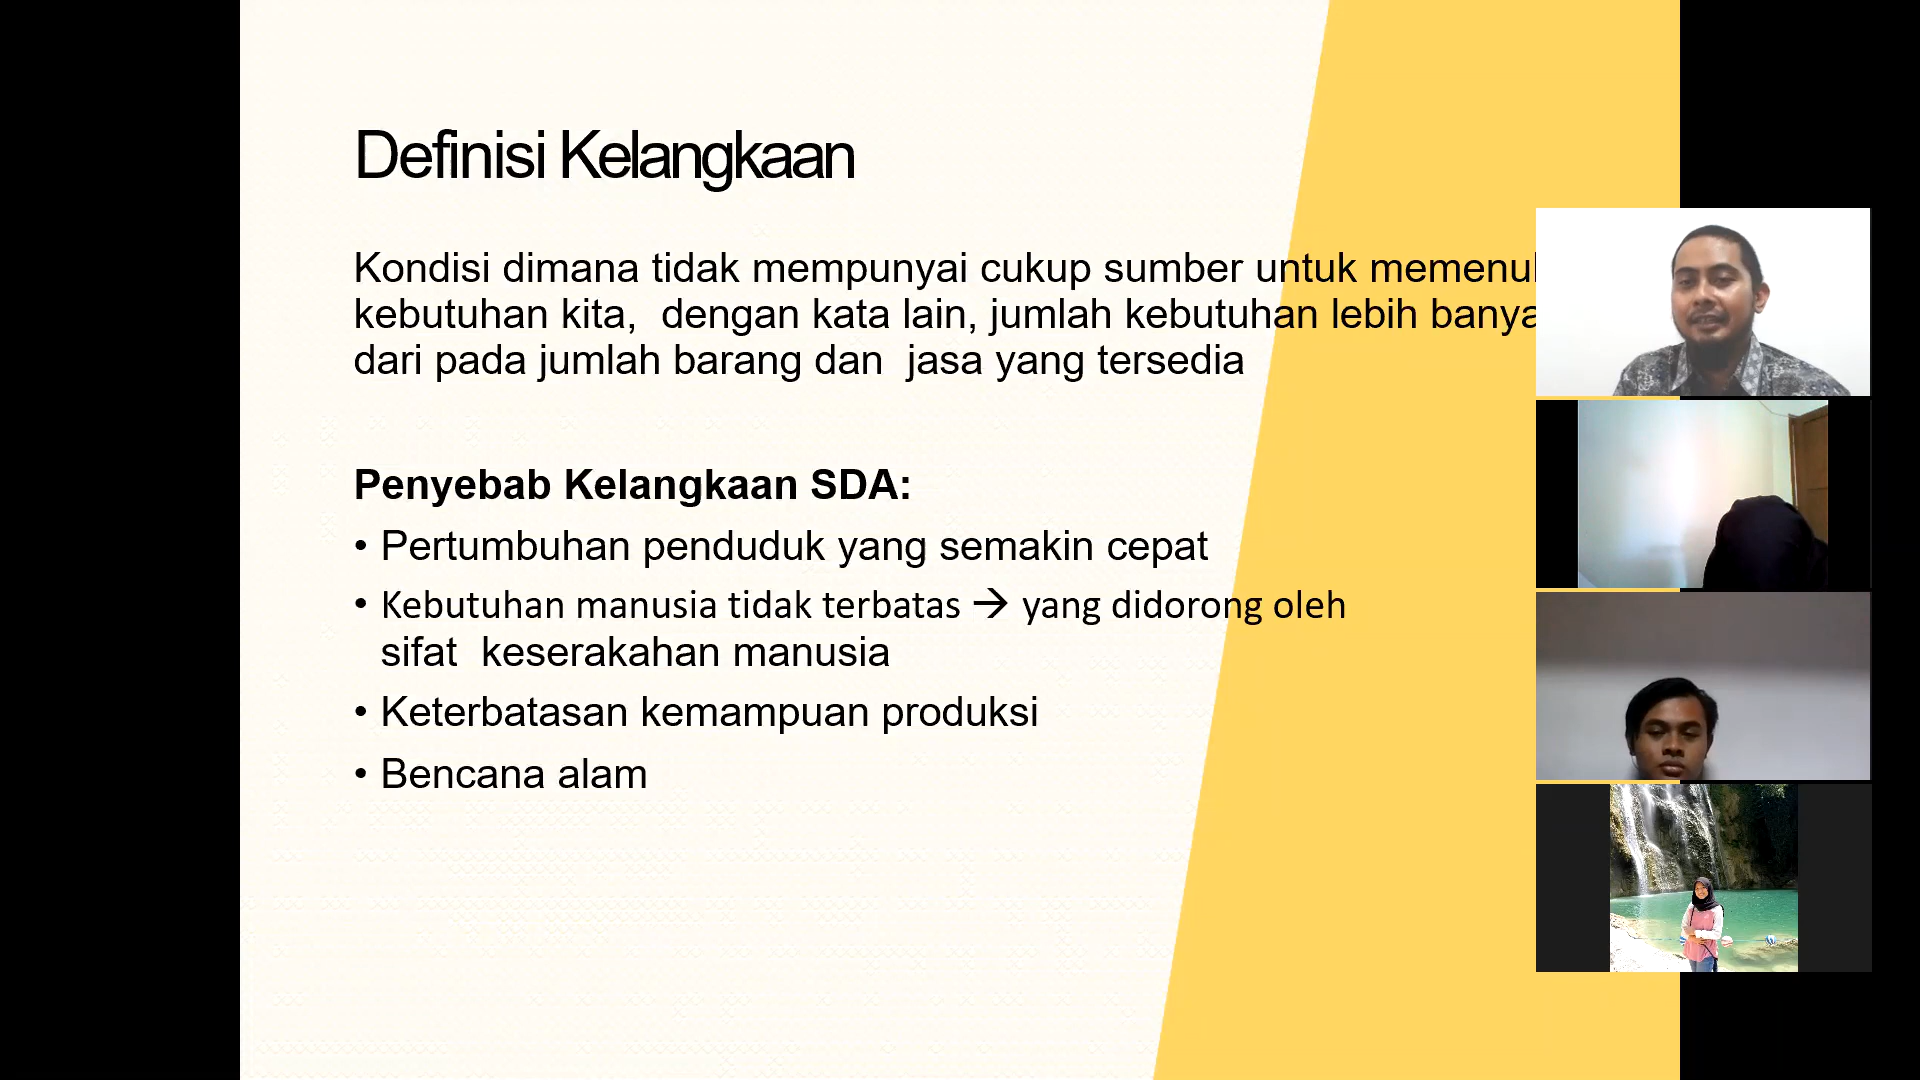 Definisi Kelangkaan
Kondisi dimana tidak mempunyai cukup sumber untuk
kebutuhan kita, dengan kata lain, jumlah kebutuhan lebih
dari pada jumlah barang dan jasa yang tersedia
Penyebab Kelangkaan SDA:
• Pertumbuhan penduduk yang semakin cepat
• Kebutuhan manusia tidak terbatas → yang didorong oleh
sifat keserakahan manusia
• Keterbatasan kemampuan produksi
• Bencana alam